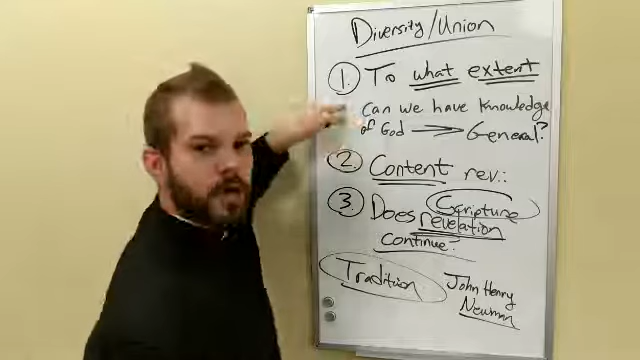 Diversity/Union
1. To what extent
Can we have knowledge
of God → General?
2. Content rev.:
3. Does Scripture
revelation
continue?
Tradition John Henry
Newman